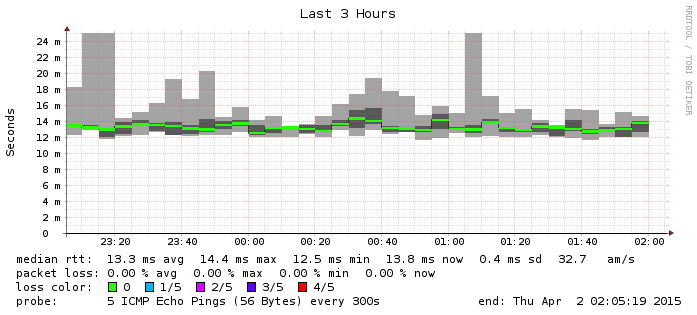 Last 3 Hours
RRDTOOL / TOBI OETIKER
Seconds
24 m
22 m
20 m
18 m
16 m
14 m
12 m
10 m
8 m
6 m
4 m
2 m
0
23:20 23:40 00:00 00:20 00:40 01:00 01:20 01:40 02:00
median rtt: 13.3 ms avg 14.4 ms max 12.5 ms min 13.8 ms now 0.4 ms sd 32.7 am/s
packet loss: 0.00 % avg 0.00 % max 0.00 % min 0.00 % now
loss color: 0 1/5 2/5 3/5 4/5
probe: 5 ICMP Echo Pings (56 Bytes) every 300s end: Thu Apr 2 02:05:19 2015